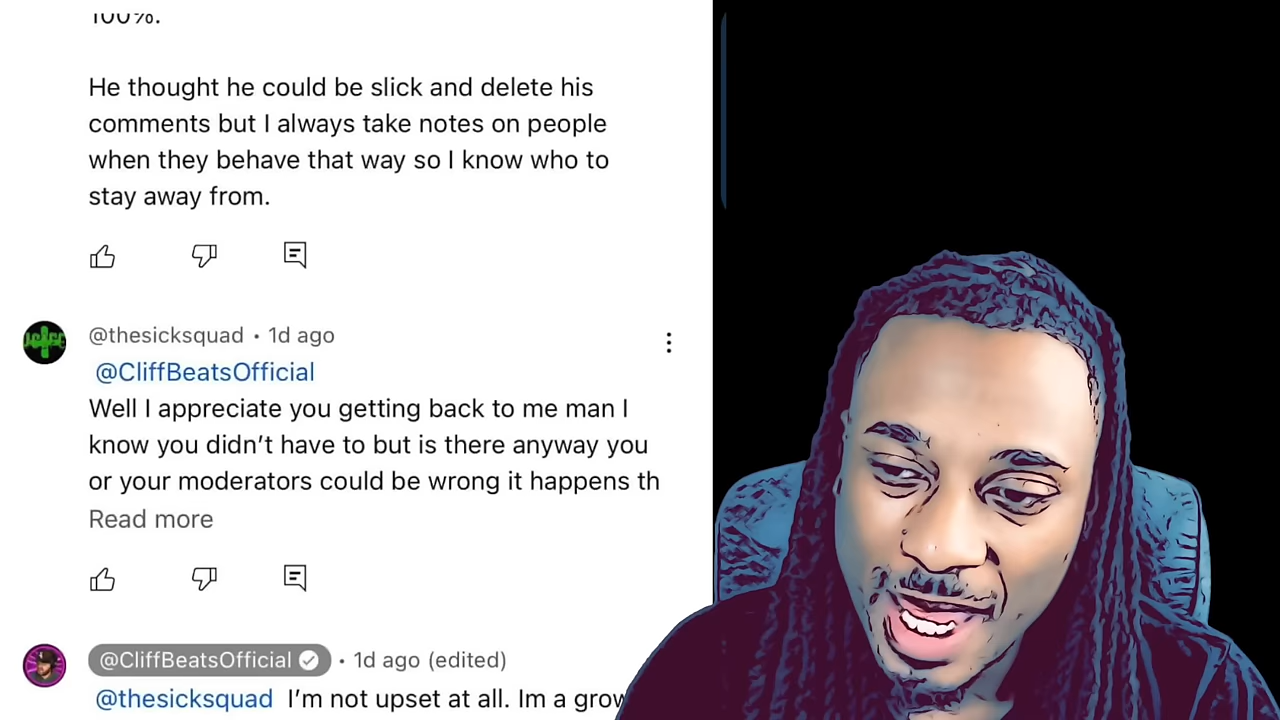 100%.
He thought he could be slick and delete his
comments but I always take notes on people
when they behave that way so I know who to
stay away from.
@thesicksquad • 1d ago
@CliffBeatsOfficial
Well I appreciate you getting back to me man I
know you didn’t have to but is there anyway you
or your moderators could be wrong it happens th
Read more
@CliffBeatsOfficial • 1d ago (edited)
@thesicksquad I’m not upset at all. Im a grow